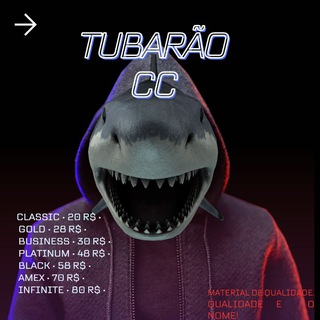 TUBARÃO
CC
CLASSIC • 20 R$ •
GOLD • 28 R$ •
BUSINESS • 30 R$ •
PLATINUM • 48 R$ •
BLACK • 58 R$ •
AMEX • 70 R$ •
INFINITE • 80 R$ •
MATERIAL DE QUALIDADE,
QUALIDADE E O
NOME!